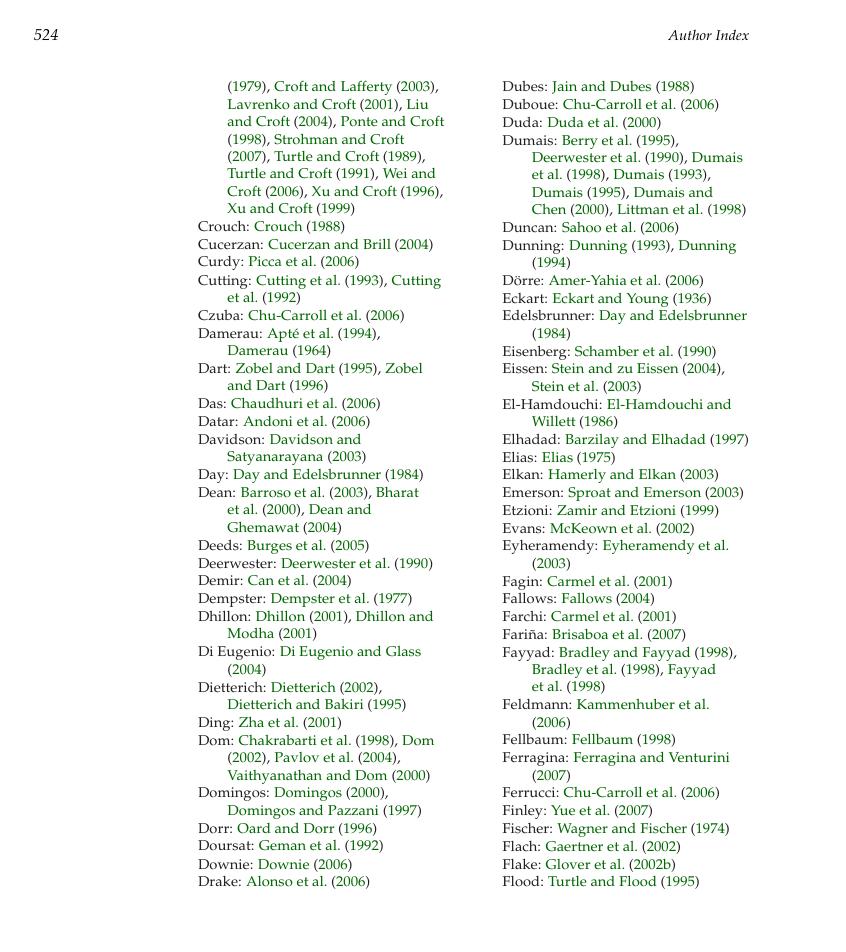 524
Author Index
(1979), Croft and Lafferty (2003),
Lavrenko and Croft (2001), Liu
and Croft (2004), Ponte and Croft
(1998), Strohman and Croft
(2007), Turtle and Croft (1989),
Turtle and Croft (1991), Wei and
Croft (2006), Xu and Croft (1996),
Xu and Croft (1999)
Crouch: Crouch (1988)
Cucerzan: Cucerzan and Brill (2004)
Curdy: Picca et al. (2006)
Cutting: Cutting et al. (1993), Cutting
et al. (1992)
Czuba: Chu-Carroll et al. (2006)
Damerau: Apté et al. (1994),
Damerau (1964)
Dart: Zobel and Dart (1995), Zobel
and Dart (1996)
Das: Chaudhuri et al. (2006)
Datar: Andoni et al. (2006)
Davidson: Davidson and
Satyanarayana (2003)
Day: Day and Edelsbrunner (1984)
Dean: Barroso et al. (2003), Bharat
et al. (2000), Dean and
Ghemawat (2004)
Deeds: Burges et al. (2005)
Deerwester: Deerwester et al. (1990)
Demir: Can et al. (2004)
Dempster: Dempster et al. (1977)
Dhillon: Dhillon (2001), Dhillon and
Modha (2001)
Di Eugenio: Di Eugenio and Glass
(2004)
Dietterich: Dietterich (2002),
Dietterich and Bakiri (1995)
Ding: Zha et al. (2001)
Dom: Chakrabarti et al. (1998), Dom
(2002), Pavlov et al. (2004),
Vaithyanathan and Dom (2000)
Domingos: Domingos (2000),
Domingos and Pazzani (1997)
Dorr: Oard and Dorr (1996)
Doursat: Geman et al. (1992)
Downie: Downie (2006)
Drake: Alonso et al. (2006)
Dubes: Jain and Dubes (1988)
Duboue: Chu-Carroll et al. (2006)
Duda: Duda et al. (2000)
Dumais: Berry et al. (1995),
Deerwester et al. (1990), Dumais
et al. (1998), Dumais (1993),
Dumais (1995), Dumais and
Chen (2000), Littman et al. (1998)
Duncan: Sahoo et al. (2006)
Dunning: Dunning (1993), Dunning
(1994)
Dörre: Amer-Yahia et al. (2006)
Eckart: Eckart and Young (1936)
Edelsbrunner: Day and Edelsbrunner
(1984)
Eisenberg: Schamber et al. (1990)
Eissen: Stein and zu Eissen (2004),
Stein et al. (2003)
El-Hamdouchi: El-Hamdouchi and
Willett (1986)
Elhadad: Barzilay and Elhadad (1997)
Elias: Elias (1975)
Elkan: Hamerly and Elkan (2003)
Emerson: Sproat and Emerson (2003)
Etzioni: Zamir and Etzioni (1999)
Evans: McKeown et al. (2002)
Eyheramendy: Eyheramendy et al.
(2003)
Fagin: Carmel et al. (2001)
Fallows: Fallows (2004)
Farchi: Carmel et al. (2001)
Fariña: Brisaboa et al. (2007)
Fayyad: Bradley and Fayyad (1998),
Bradley et al. (1998), Fayyad
et al. (1998)
Feldmann: Kammenhuber et al.
(2006)
Fellbaum: Fellbaum (1998)
Ferragina: Ferragina and Venturini
(2007)
Ferrucci: Chu-Carroll et al. (2006)
Finley: Yue et al. (2007)
Fischer: Wagner and Fischer (1974)
Flach: Gaertner et al. (2002)
Flake: Glover et al. (2002b)
Flood: Turtle and Flood (1995)